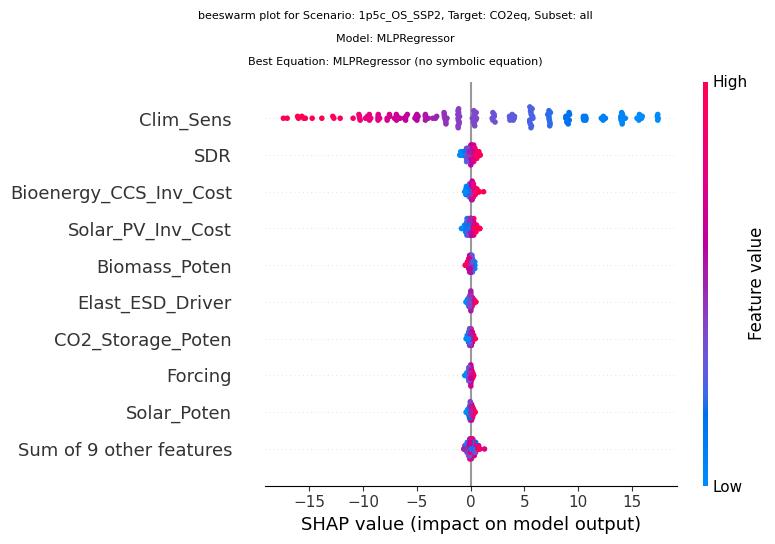 beeswarm plot for Scenario: 1p5c_OS_SSP2, Target: CO2eq, Subset: all
Model: MLPRegressor
Best Equation: MLPRegressor (no symbolic equation)
High
Clim_Sens
SDR
Bioenergy_CCS_Inv_Cost
Solar_PV_Inv_Cost
Biomass_Poten
Elast_ESD_Driver
CO2_Storage_Poten
Forcing
Solar_Poten
Sum of 9 other features
Feature value
Low
−15 −10 −5 0 5 10 15
SHAP value (impact on model output)